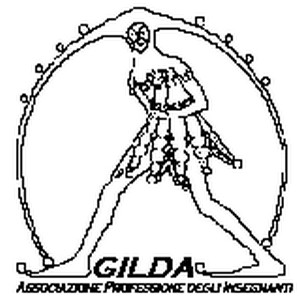 GILDA
ASSOCIAZIONE PROFESSIONE DEGLI INSEGNANTI